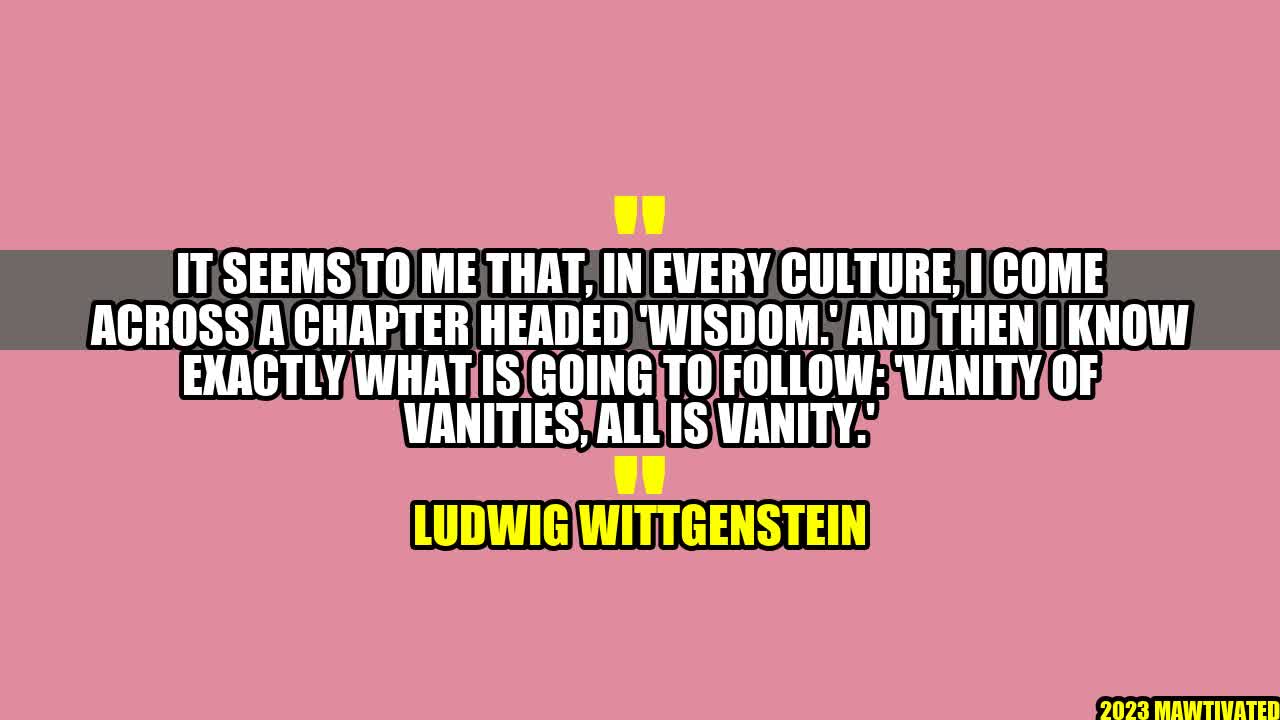 "
IT SEEMS TO ME THAT, IN EVERY CULTURE, I COME
ACROSS A CHAPTER HEADED 'WISDOM.' AND THEN I KNOW
EXACTLY WHAT IS GOING TO FOLLOW: 'VANITY OF
VANITIES, ALL IS VANITY.'
"
LUDWIG WITTGENSTEIN
2023 MAWTIVATED